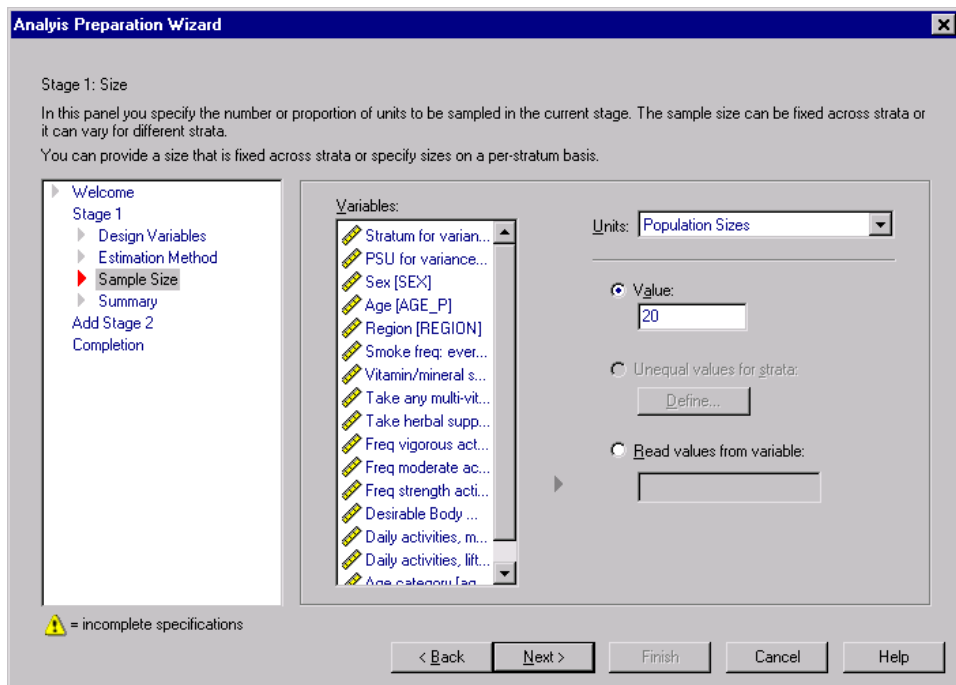 Analyis Preparation Wizard
Stage 1: Size
In this panel you specify the number or proportion of units to be sampled in the current stage. The sample size can be fixed across strata or
it can vary for different strata.
You can provide a size that is fixed across strata or specify sizes on a per-stratum basis.
Welcome
Stage 1
Design Variables
Estimation Method
Sample Size
Summary
Add Stage 2
Completion
Variables:
Stratum for varian...
PSU for variance...
Sex [SEX]
Age [AGE_P]
Region [REGION]
Smoke freq: ever...
Vitamin/mineral s...
Take any multi-vit...
Take herbal supp...
Freq vigorous act...
Freq moderate ac...
Freq strength acti...
Desirable Body ...
Daily activities, m...
Daily activities, lift...
Age category [ag...
Units: Population Sizes
Value:
20
Unequal values for strata:
Define...
Read values from variable:
= incomplete specifications
< Back
Next >
Finish
Cancel
Help